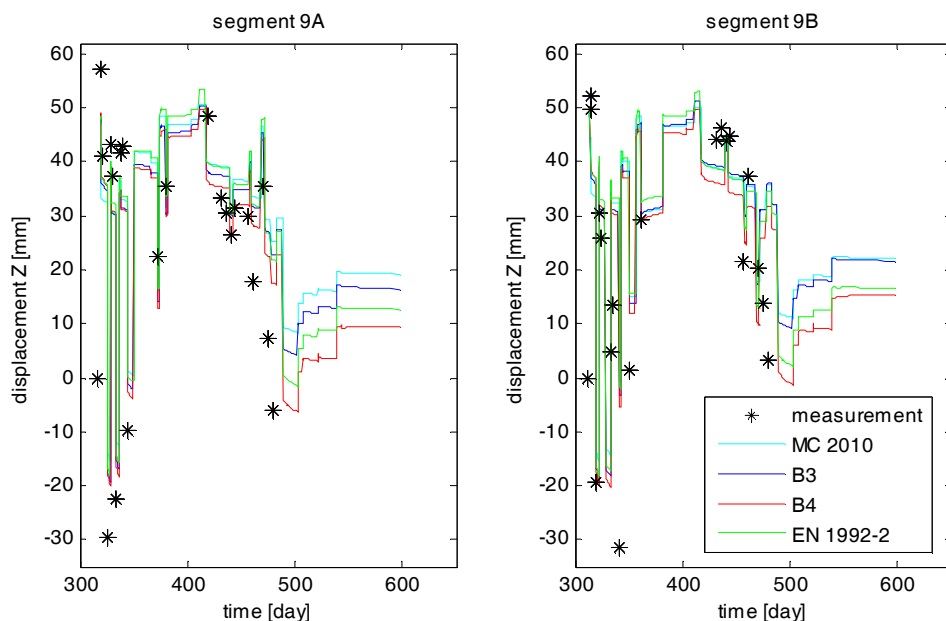 segment 9A
segment 9B
displacement Z [mm]
60
50
40
30
20
10
0
-10
-20
-30
300
400
500
600
time [day]
displacement Z [mm]
60
50
40
30
20
10
0
-10
-20
-30
300
400
500
600
time [day]
measurement
MC 2010
B3
B4
EN 1992-2